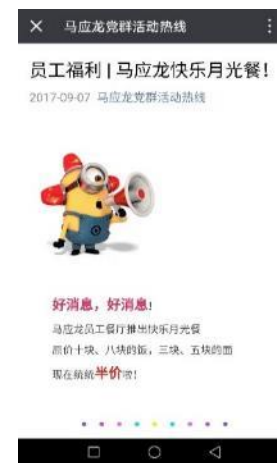 马应龙党群活动热线
员工福利 | 马应龙快乐月光餐!
2017-09-07 马应龙党群活动热线
好消息，好消息!
马应龙员工餐厅推出快乐月光餐
原价十块、八块的饭，三块、五块的面
现在统统半价啦!